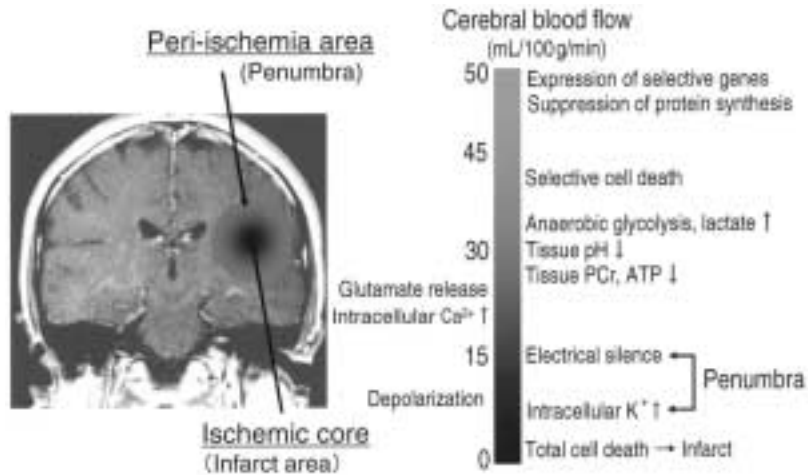 Peri-ischemia area
(Penumbra)
Ischemic core
(Infarct area)
Cerebral blood flow
(mL/100g/min)
50
Expression of selective genes
Suppression of protein synthesis
45
Selective cell death
Anaerobic glycolysis, lactate ↑
30
Tissue pH ↓
Tissue PCr, ATP ↓
Glutamate release
Intracellular Ca²⁺ ↑
15
Electrical silence
Penumbra
Depolarization
Intracellular K⁺ ↑
0
Total cell death → Infarct